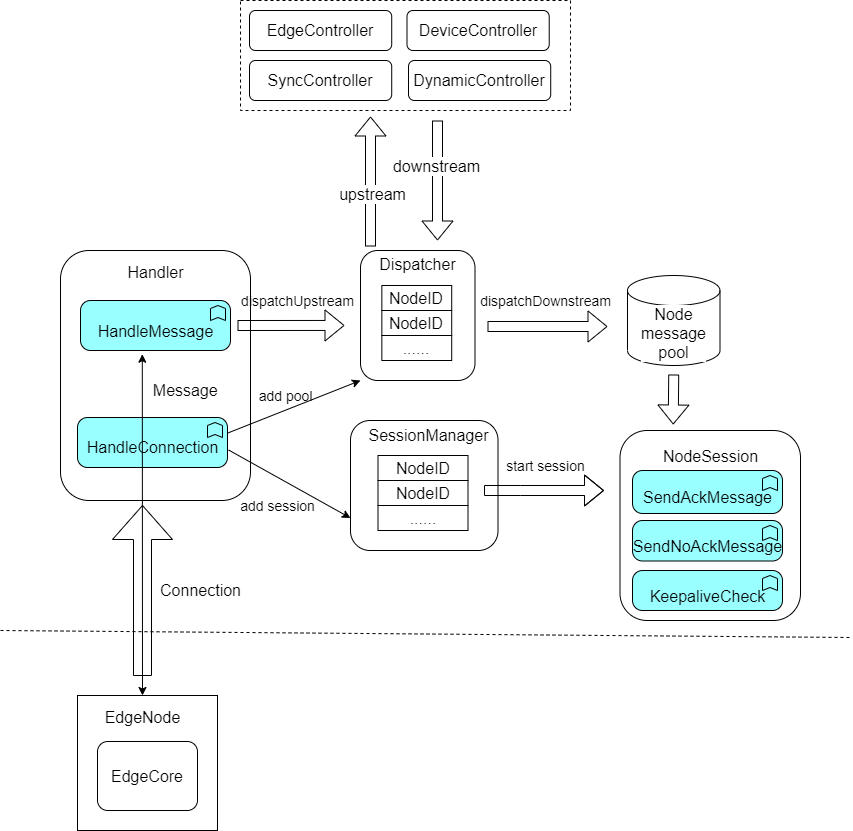 EdgeController
DeviceController
SyncController
DynamicController
downstream
upstream
Handler
Dispatcher
dispatchUpstream
NodeID
dispatchDownstream
NodeID
......
HandleMessage
Node
message
pool
Message
add pool
HandleConnection
SessionManager
NodeID
NodeID
......
start session
add session
NodeSession
SendAckMessage
SendNoAckMessage
KeepaliveCheck
Connection
EdgeNode
EdgeCore